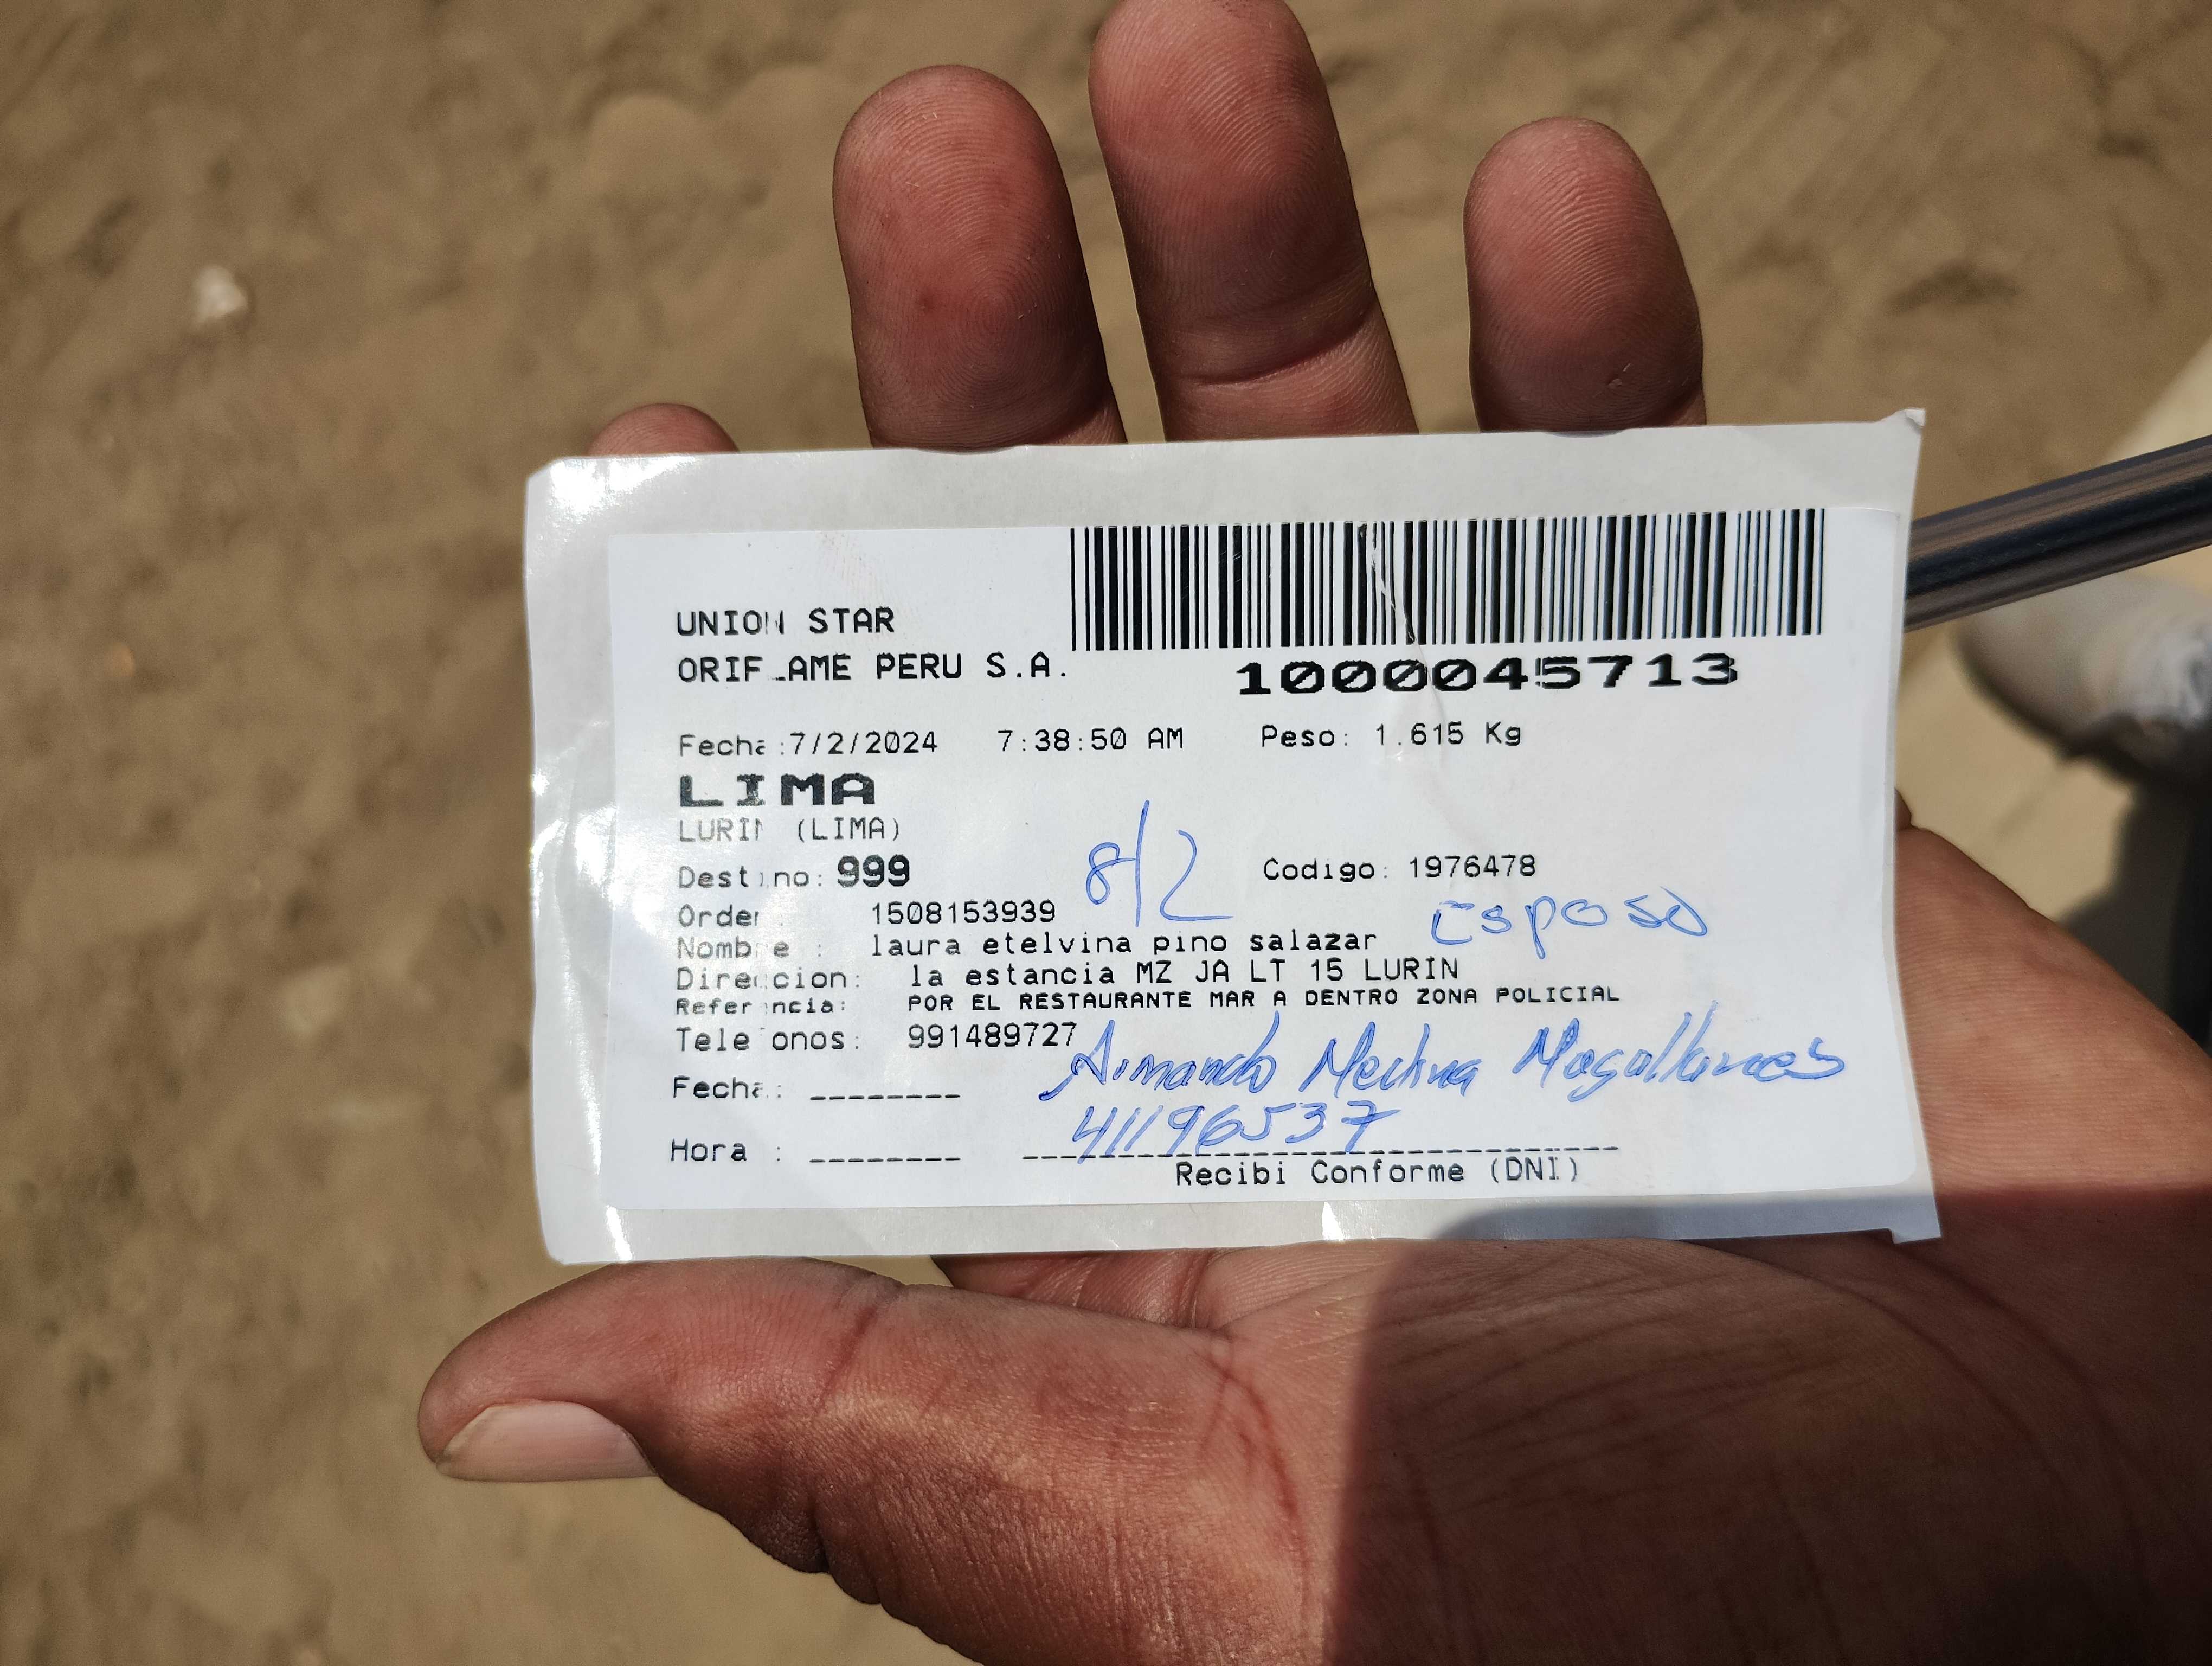 UNION STAR
ORIFLAME PERU S.A.
1000045713
Fecha :7/2/2024 7:38:50 AM Peso: 1.615 Kg
LIMA
LURIN (LIMA)
Destino: 999 8/2 Codigo: 1976478
Orden : 1508153939 Esposo
Nombre : laura etelvina pino salazar
Direccion: la estancia MZ JA LT 15 LURIN
Referencia: POR EL RESTAURANTE MAR A DENTRO ZONA POLICIAL
Telefonos: 991489727
Armando Medina Magallanes
Fecha : --------
41196537
Hora : --------
Recibi Conforme (DNI)